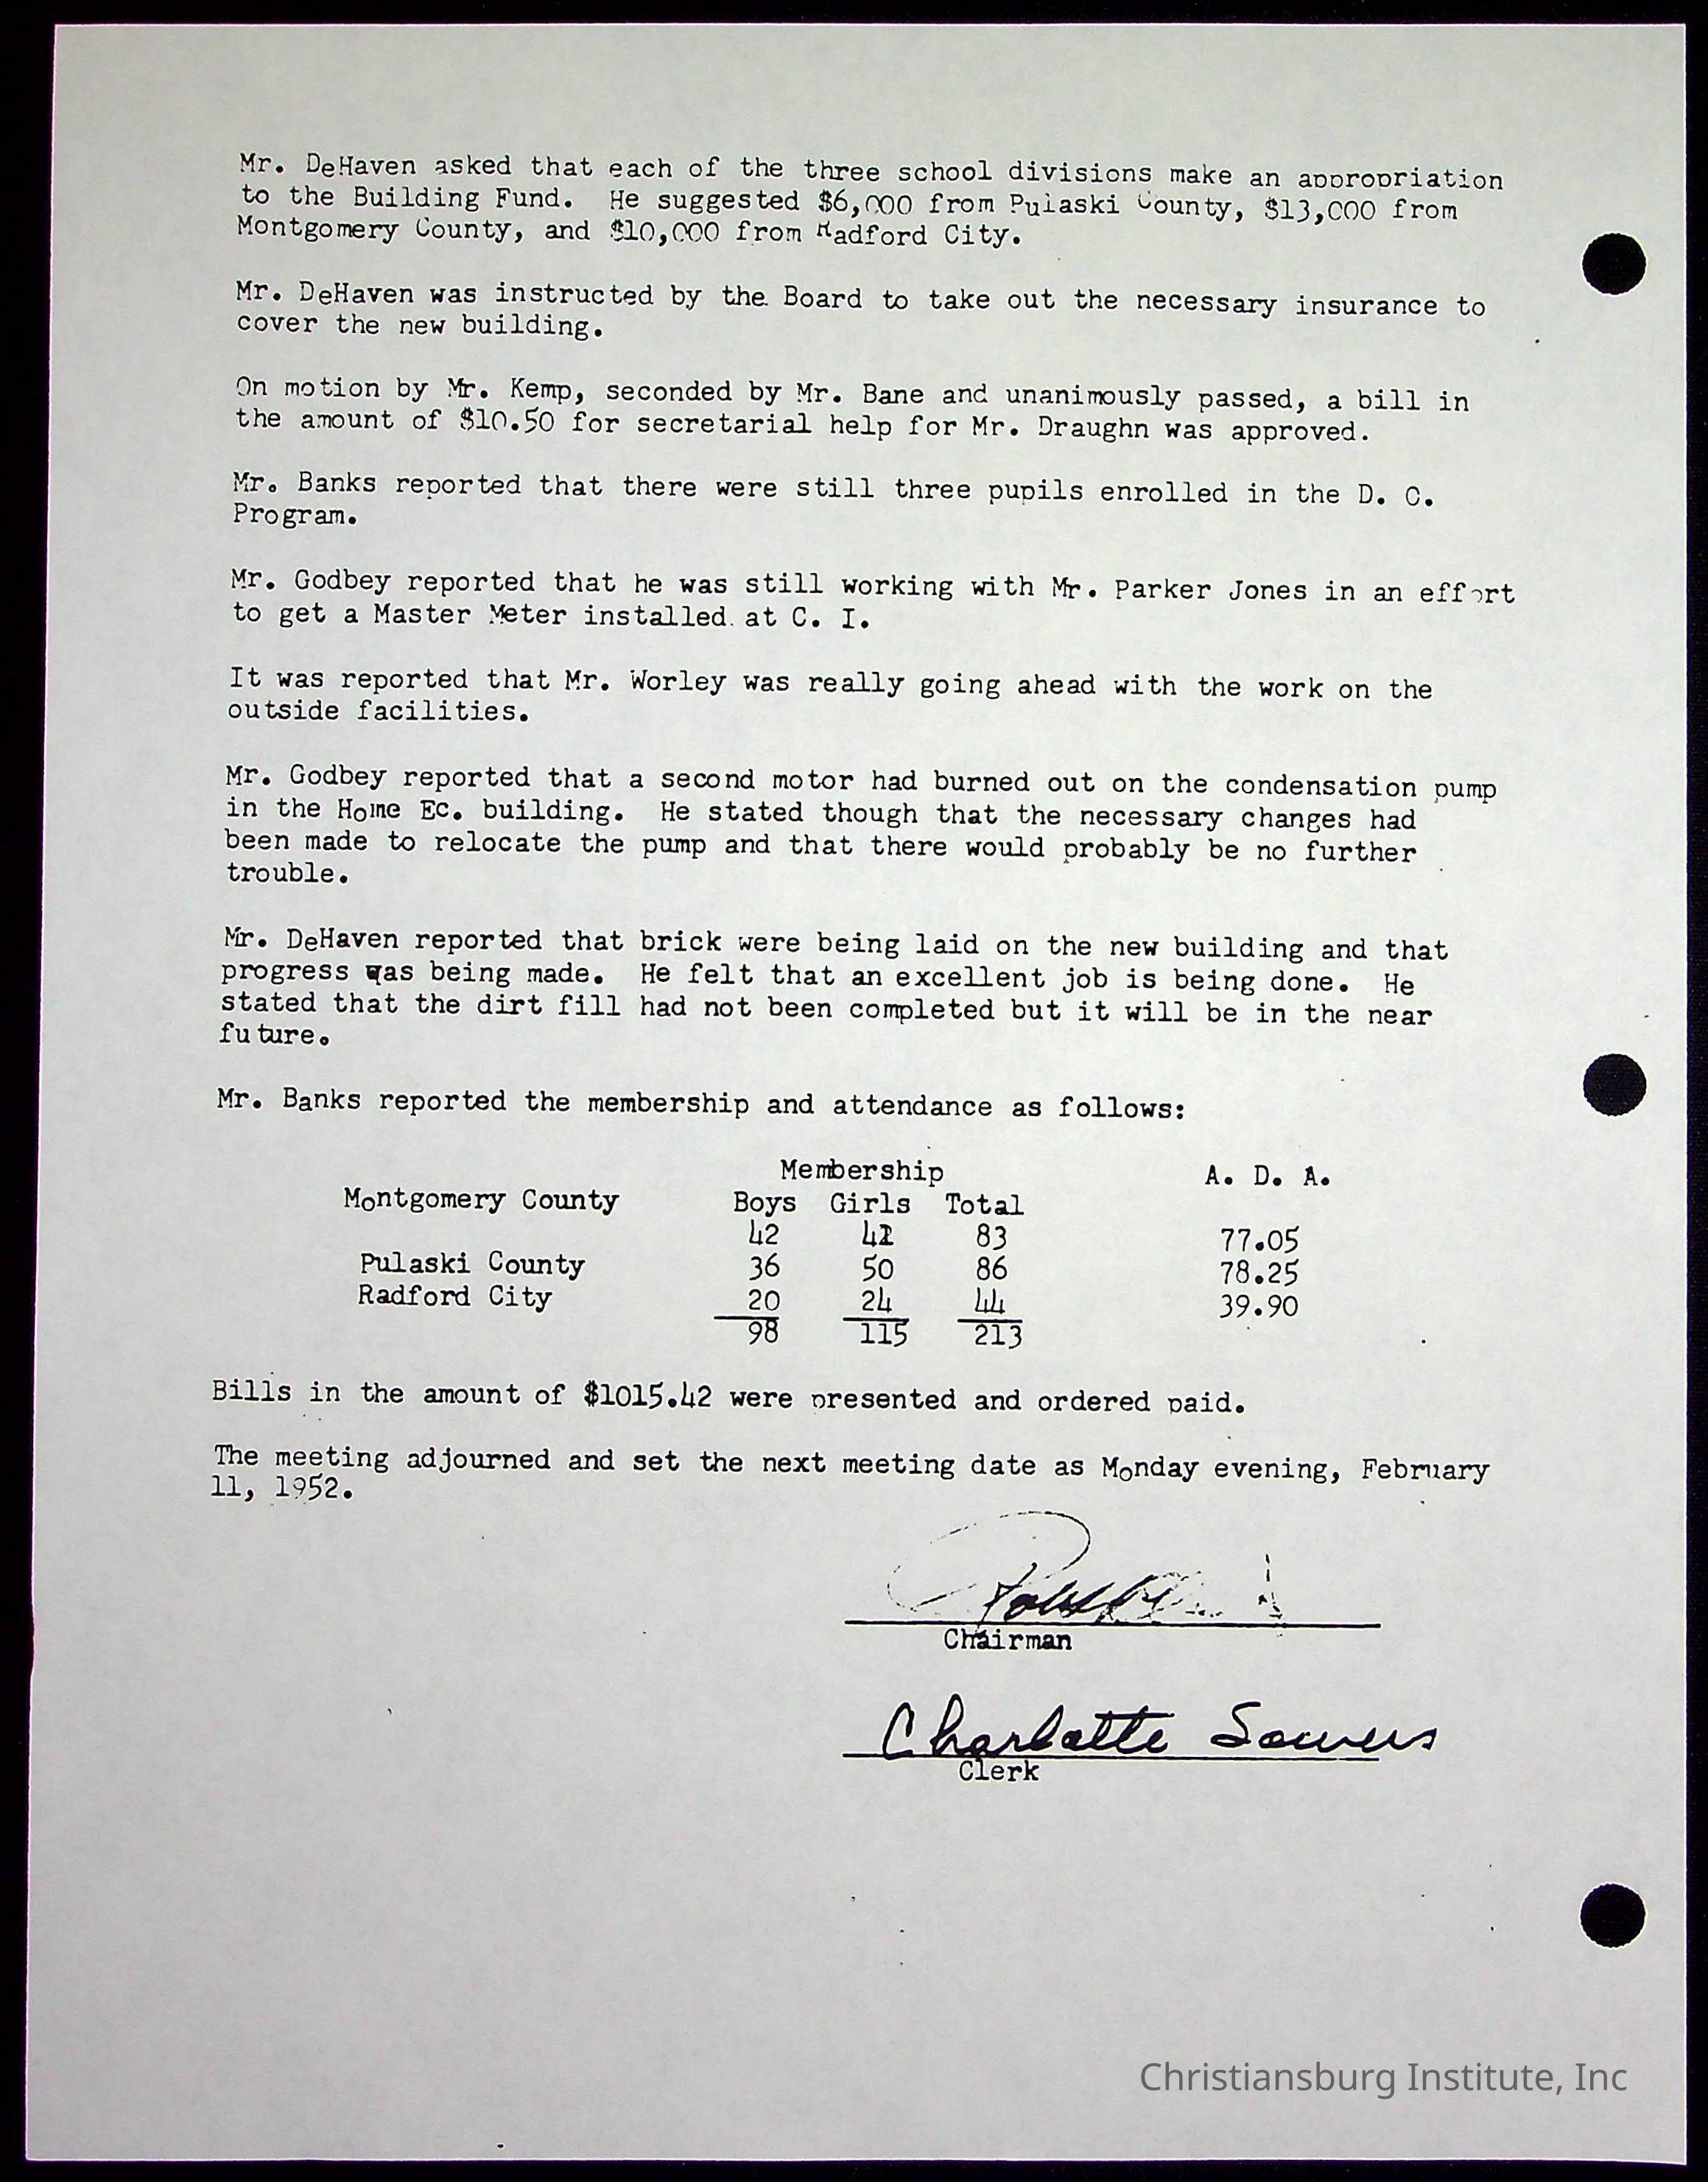 Mr. DeHaven asked that each of the three school divisions make an appropriation
to the Building Fund.  He suggested $6,000 from Pulaski County, $13,000 from
Montgomery County, and $10,000 from Radford City.
Mr. DeHaven was instructed by the Board to take out the necessary insurance to
cover the new building.
On motion by Mr. Kemp, seconded by Mr. Bane and unanimously passed, a bill in
the amount of $10.50 for secretarial help for Mr. Draughn was approved.
Mr. Banks reported that there were still three pupils enrolled in the D. C.
Program.
Mr. Godbey reported that he was still working with Mr. Parker Jones in an effort
to get a Master Meter installed at C. I.
It was reported that Mr. Worley was really going ahead with the work on the
outside facilities.
Mr. Godbey reported that a second motor had burned out on the condensation pump
in the Home Ec. building.  He stated though that the necessary changes had
been made to relocate the pump and that there would probably be no further
trouble.
Mr. DeHaven reported that brick were being laid on the new building and that
progress was being made.  He felt that an excellent job is being done.  He
stated that the dirt fill had not been completed but it will be in the near
future.
Mr. Banks reported the membership and attendance as follows:
Membership A. D. A.
Montgomery County Boys Girls Total
42 41 83 77.05
Pulaski County 36 50 86 78.25
Radford City 20 24 44 39.90
98 115 213
Bills in the amount of $1015.42 were presented and ordered paid.
The meeting adjourned and set the next meeting date as Monday evening, February
11, 1952.
Chairman
Charlotte Sowers
Clerk
Christiansburg Institute, Inc